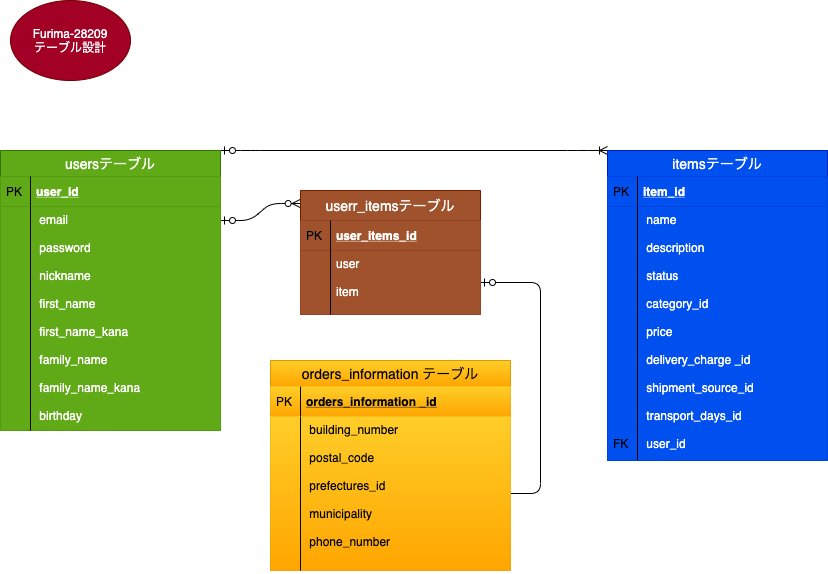 Furima-28209
テーブル設計
usersテーブル
PK user_id
email
password
nickname
first_name
first_name_kana
family_name
family_name_kana
birthday
userr_itemsテーブル
PK user_items_id
user
item
orders_information テーブル
PK orders_information _id
building_number
postal_code
prefectures_id
municipality
phone_number
itemsテーブル
PK item_id
name
description
status
category_id
price
delivery_charge _id
shipment_source_id
transport_days_id
FK user_id